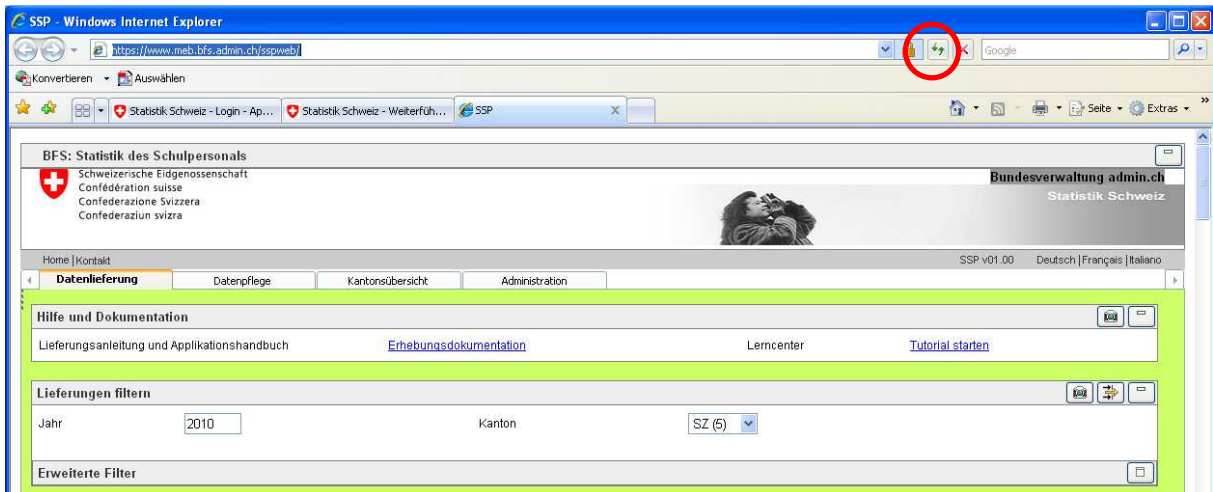 SSP - Windows Internet Explorer
https://www.meb.bfs.admin.ch/sspweb/
Google
Konvertieren Auswählen
Statistik Schweiz - Login - Ap... Statistik Schweiz - Weiterfüh... SSP Seite Extras
BFS: Statistik des Schulpersonals
Schweizerische Eidgenossenschaft
Confédération suisse
Confederazione Svizzera
Confederaziun svizra
Bundesverwaltung admin.ch
Statistik Schweiz
Home | Kontakt SSP v01.00 Deutsch | Français | Italiano
Datenlieferung Datenpflege Kantonsübersicht Administration
Hilfe und Dokumentation
Lieferungsanleitung und Applikationshandbuch Erhebungsdokumentation Lerncenter Tutorial starten
Lieferungen filtern
Jahr 2010 Kanton SZ (5)
Erweiterte Filter